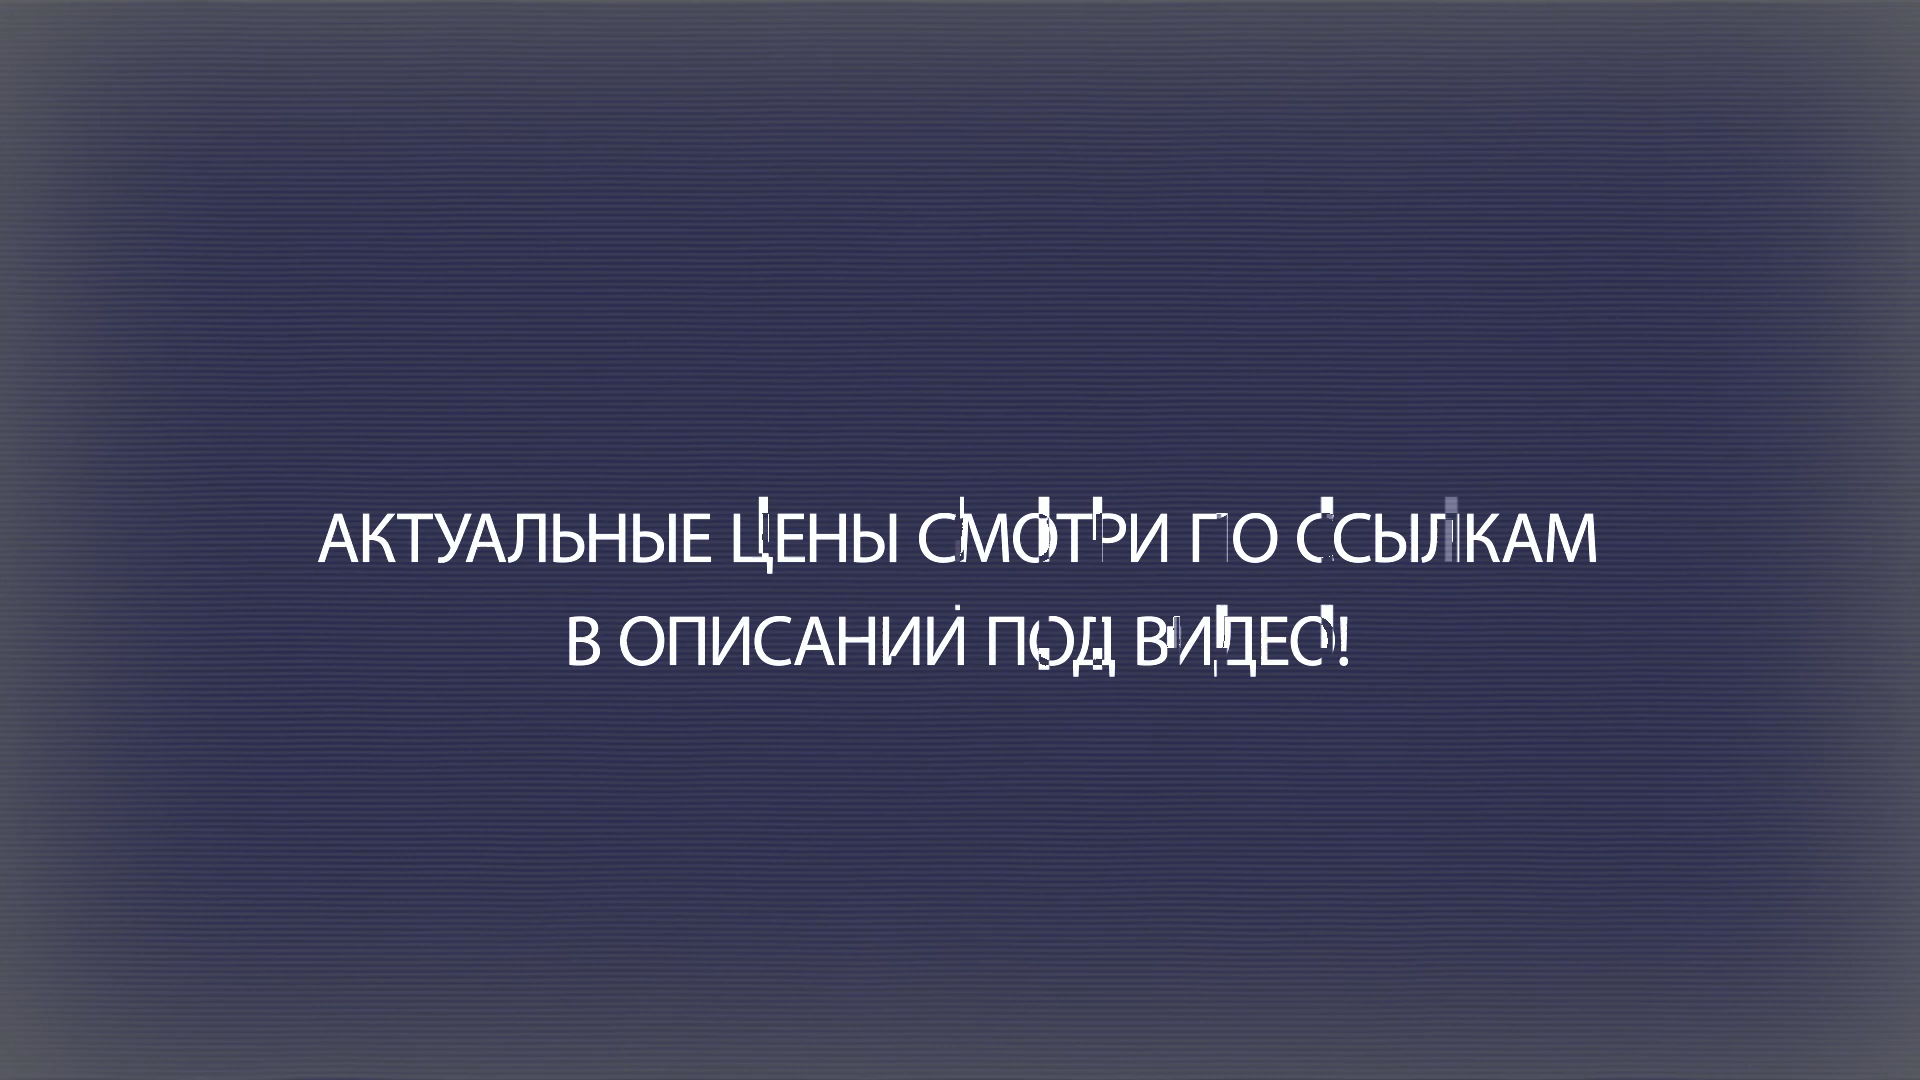 АКТУАЛЬНЫЕ ЦЕНЫ СМОТРИ ПО ССЫЛКАМ
В ОПИСАНИИ ПОД ВИДЕО!